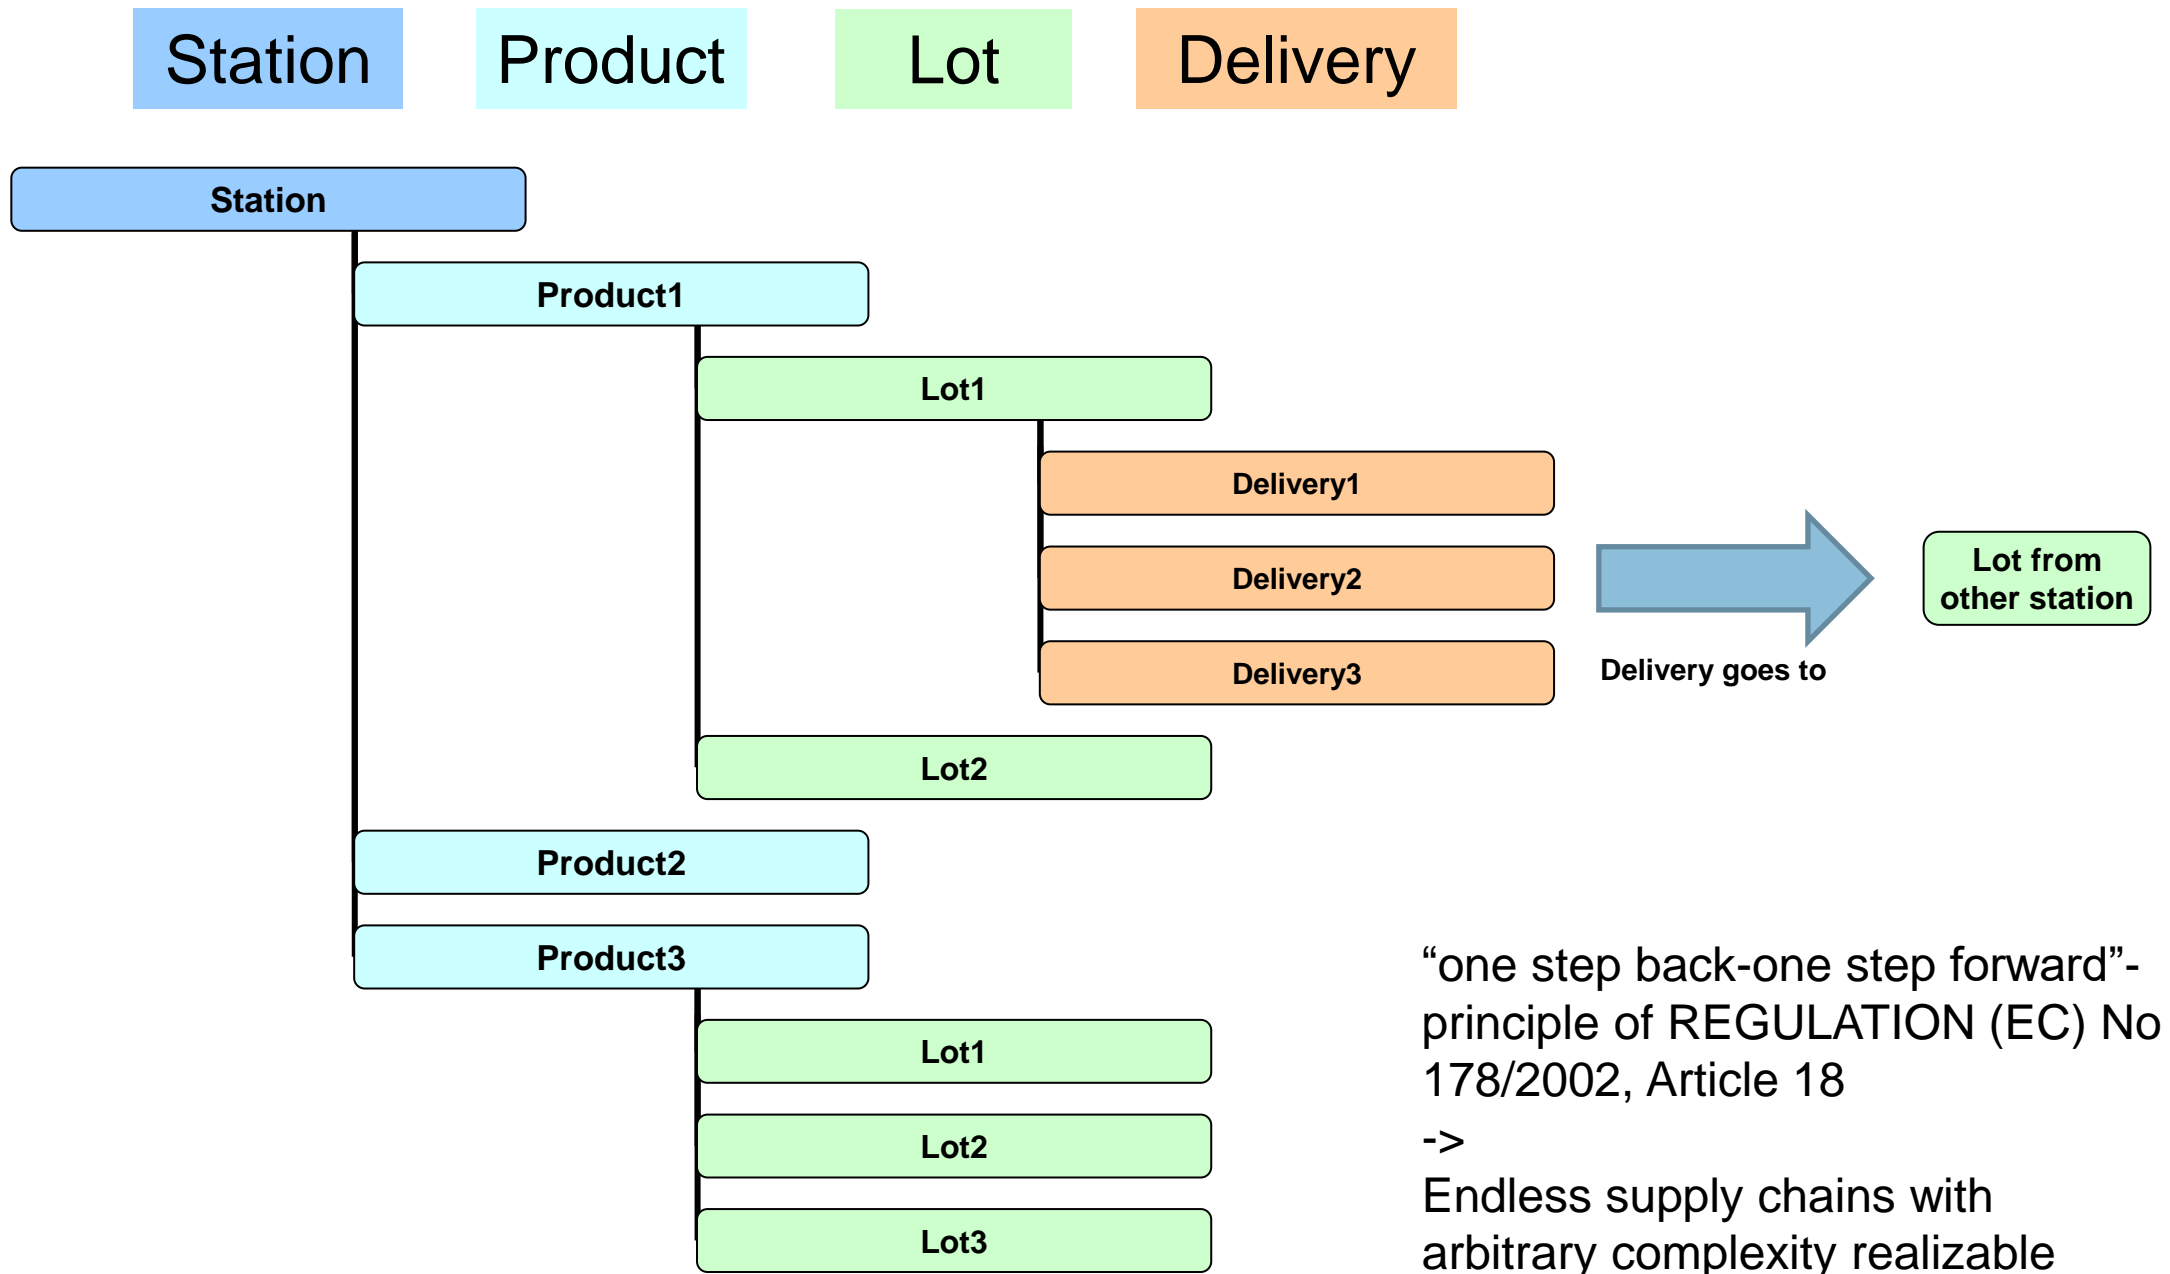 Station
Product
Lot
Delivery
Station
Product1
Lot1
Delivery1
Delivery2
Delivery3
Delivery goes to
Lot from
other station
Lot2
Product2
Product3
Lot1
Lot2
Lot3
“one step back-one step forward”-
principle of REGULATION (EC) No
178/2002, Article 18
->
Endless supply chains with
arbitrary complexity realizable